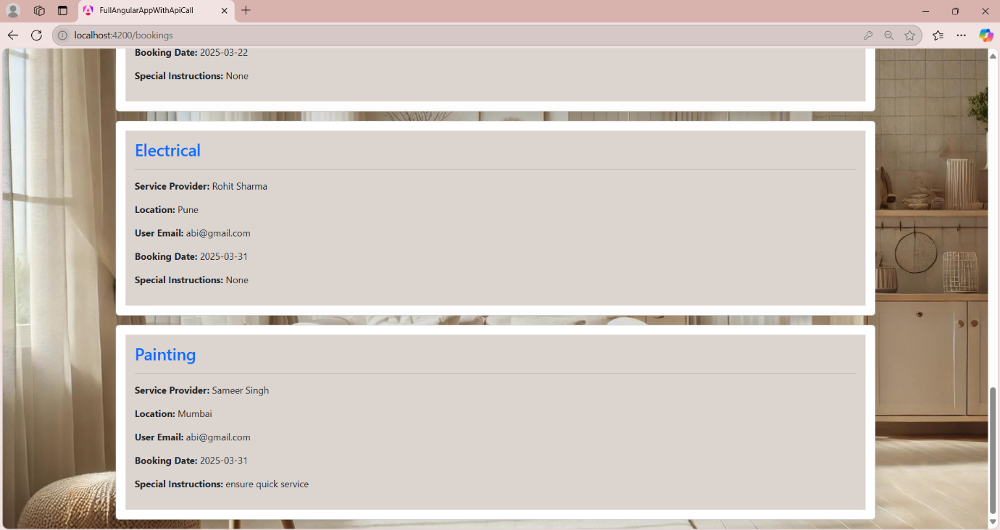 FullAngularAppWithApiCall
localhost:4200/bookings
Booking Date: 2025-03-22
Special Instructions: None
Electrical
Service Provider: Rohit Sharma
Location: Pune
User Email: abi@gmail.com
Booking Date: 2025-03-31
Special Instructions: None
Painting
Service Provider: Sameer Singh
Location: Mumbai
User Email: abi@gmail.com
Booking Date: 2025-03-31
Special Instructions: ensure quick service